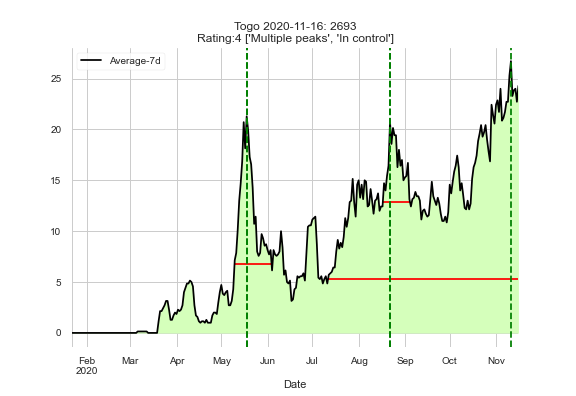 Togo 2020-11-16: 2693
Rating:4 ['Multiple peaks', 'In control']
Average-7d
25
20
15
10
5
0
Feb Mar Apr May Jun Jul Aug Sep Oct Nov
2020
Date